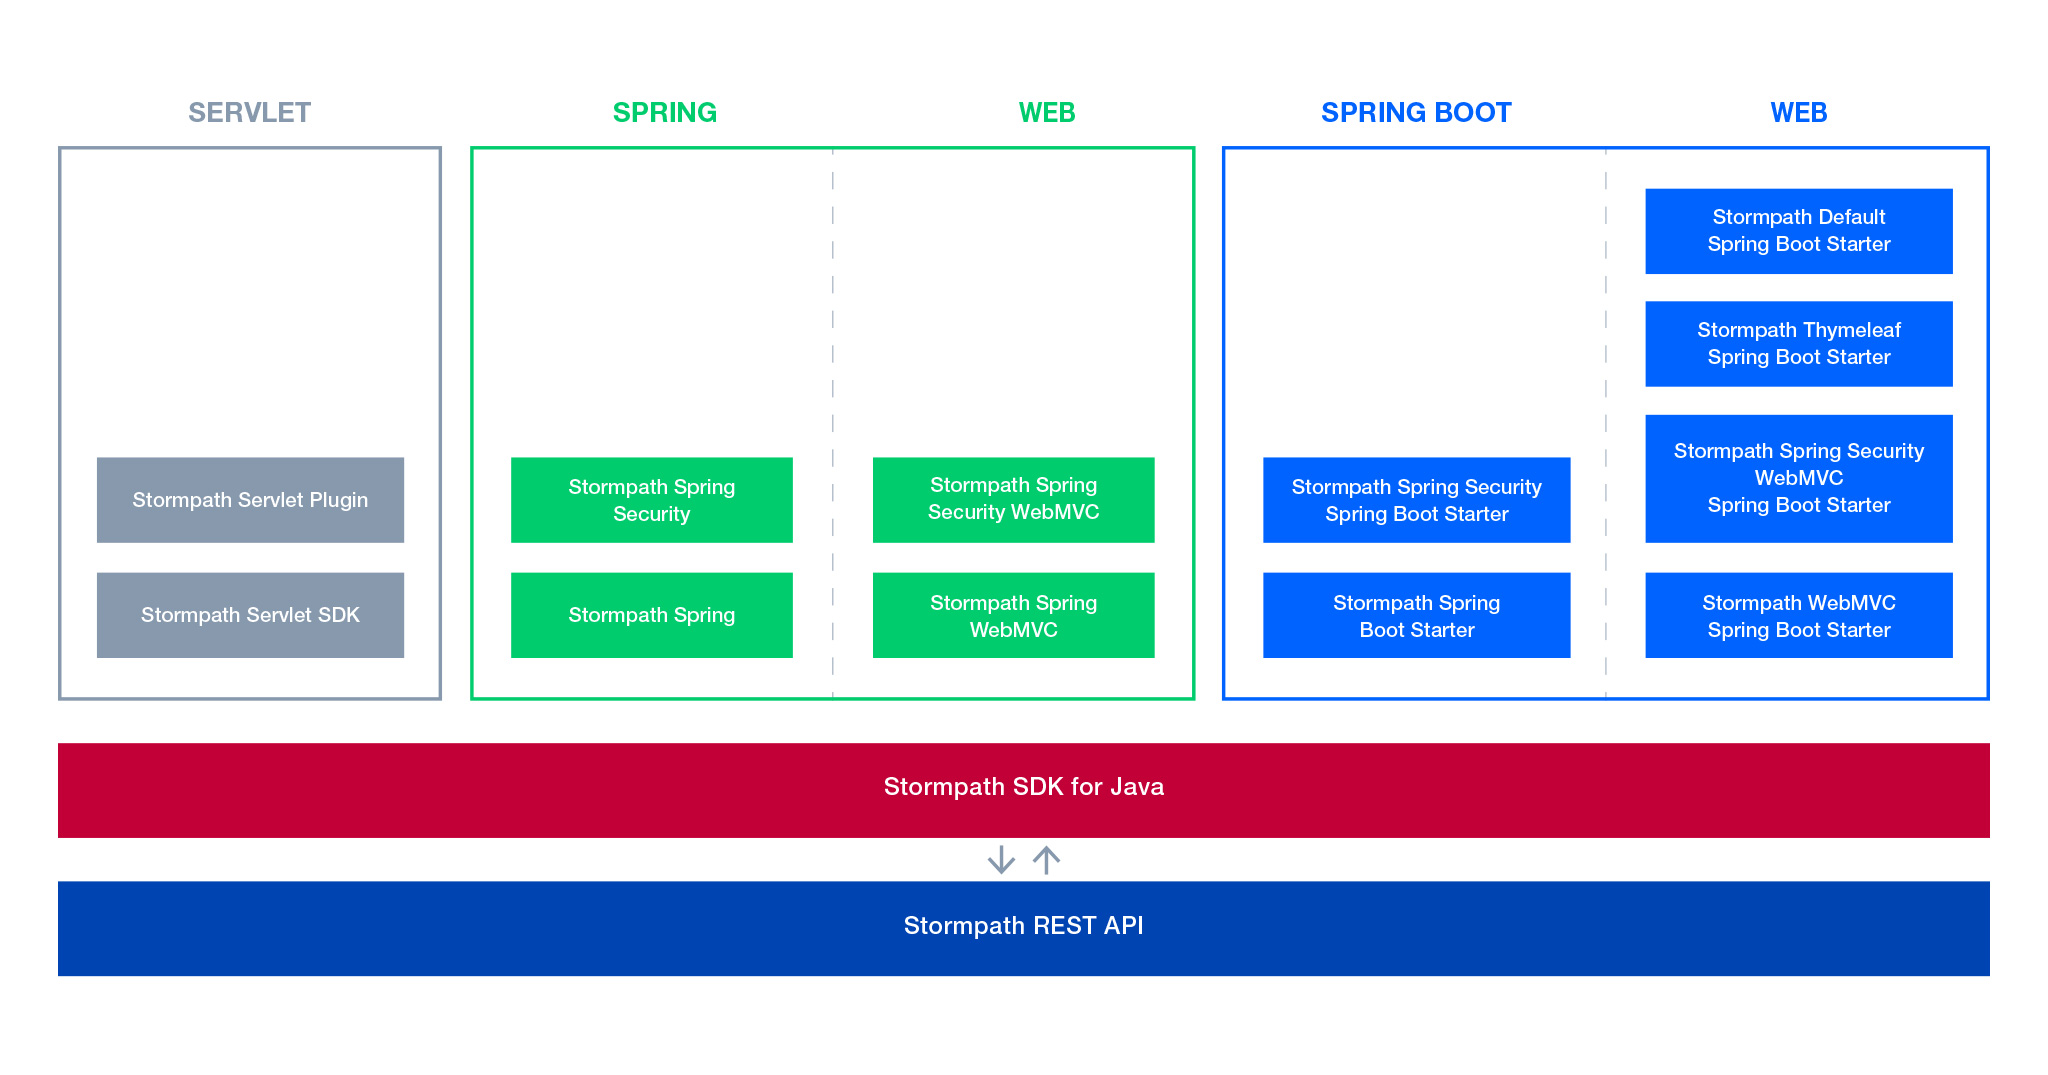 SERVLET
SPRING
WEB
SPRING BOOT
WEB
Stormpath Servlet Plugin
Stormpath Servlet SDK
Stormpath Spring
Security
Stormpath Spring
Stormpath Spring
Security WebMVC
Stormpath Spring
WebMVC
Stormpath Spring Security
Spring Boot Starter
Stormpath Spring
Boot Starter
Stormpath Default
Spring Boot Starter
Stormpath Thymeleaf
Spring Boot Starter
Stormpath Spring Security
WebMVC
Spring Boot Starter
Stormpath WebMVC
Spring Boot Starter
Stormpath SDK for Java
Stormpath REST API